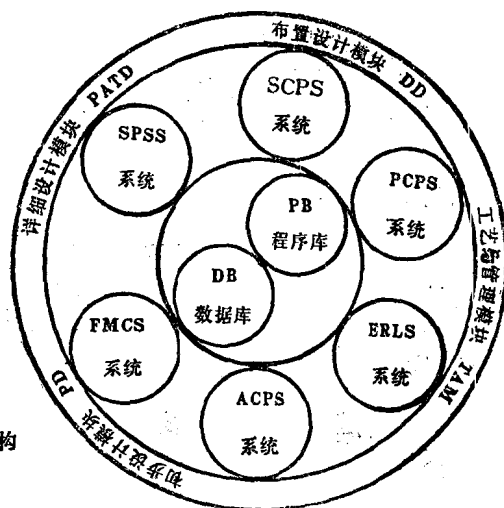 布置设计模块 DD
详细设计模块 PATD
工艺与管理模块 TAM
初步设计模块 PD
SCPS
系统
SPSS
系统
PCPS
系统
PB
程序库
DB
数据库
FMCS
系统
ERLS
系统
ACPS
系统
构